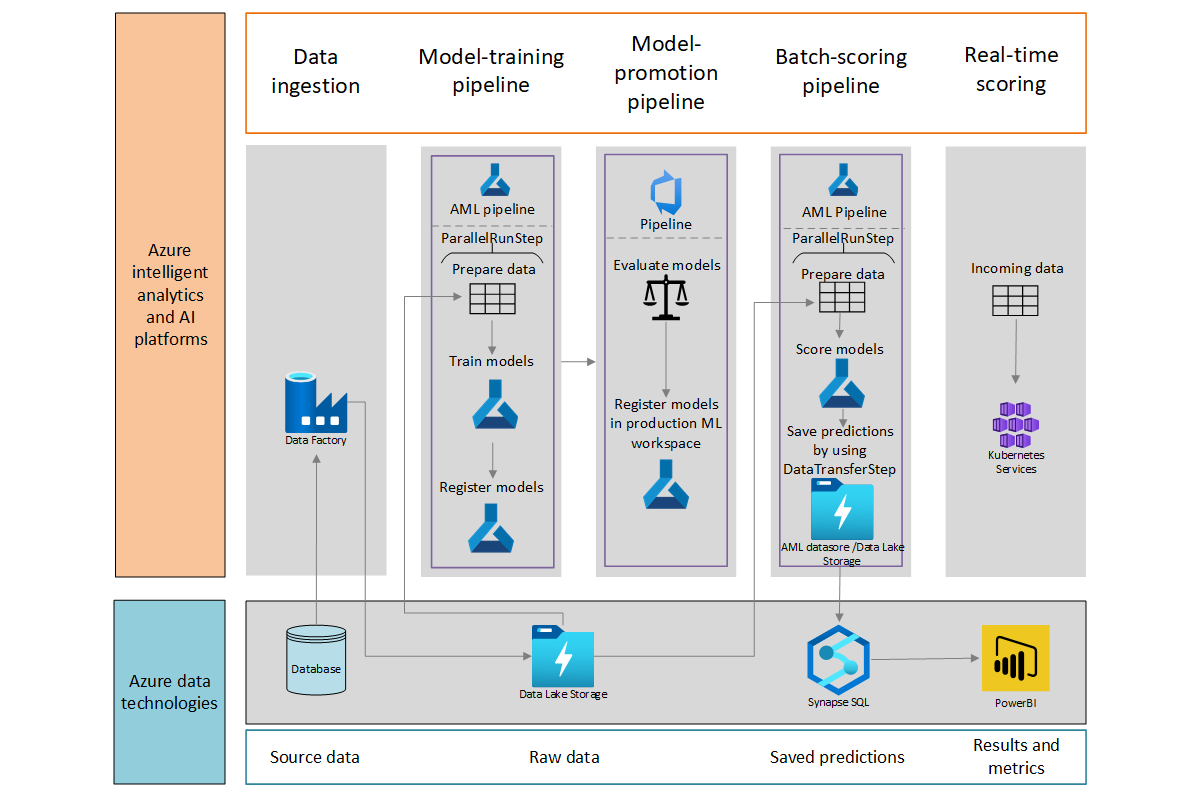 Azure
intelligent
analytics
and AI
platforms
Data
ingestion
Model-training
pipeline
Model-
promotion
pipeline
Batch-scoring
pipeline
Real-time
scoring
Data Factory
AML pipeline
ParallelRunStep
Prepare data
Train models
Register models
Pipeline
Evaluate models
Register models
in production ML
workspace
AML Pipeline
ParallelRunStep
Prepare data
Score models
Save predictions
by using
DataTransferStep
AML datasore /Data Lake
Storage
Incoming data
Kubernetes
Services
Azure data
technologies
Database
Data Lake Storage
Synapse SQL
PowerBI
Source data
Raw data
Saved predictions
Results and
metrics